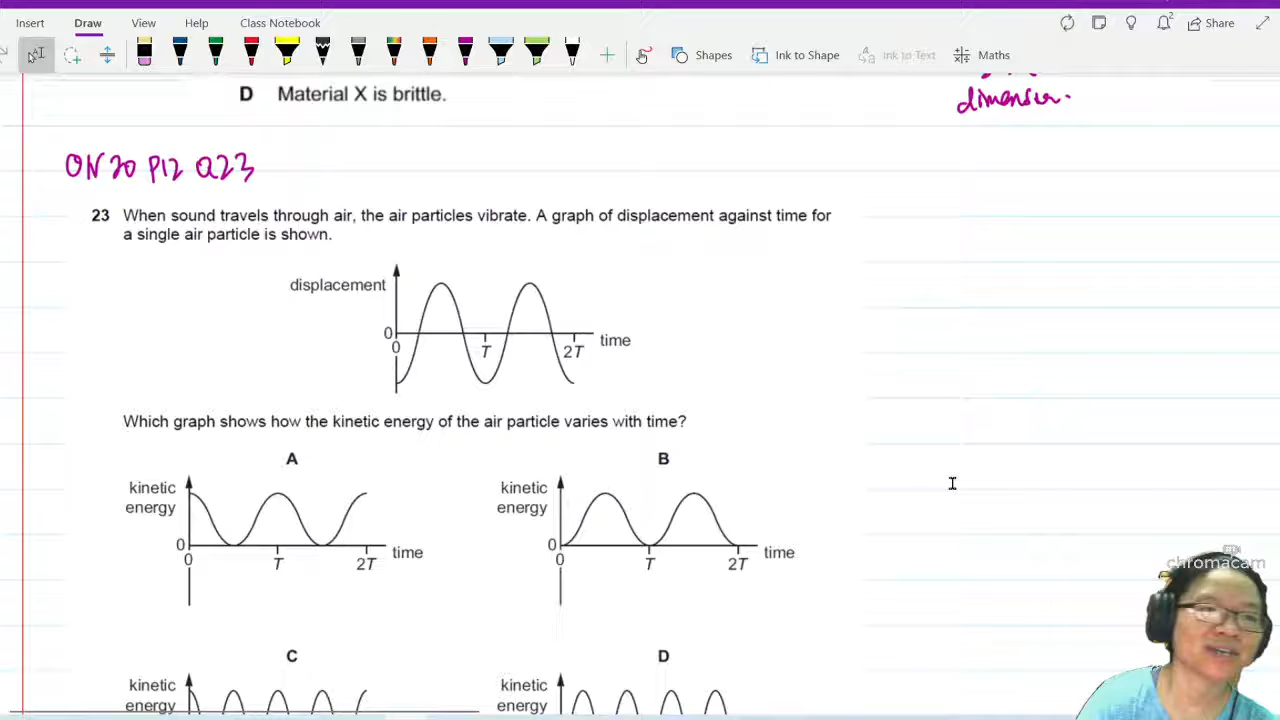 Insert Draw View Help Class Notebook Share
Shapes Ink to Shape Ink to Text Maths
D Material X is brittle.
dimension.
ON 20 P12 Q23
23 When sound travels through air, the air particles vibrate. A graph of displacement against time for
a single air particle is shown.
displacement
0
0
T
2T
time
Which graph shows how the kinetic energy of the air particle varies with time?
A
kinetic
energy
0
0
T
2T
time
B
kinetic
energy
0
0
T
2T
time
chromacam
C
kinetic
energy
D
kinetic
energy